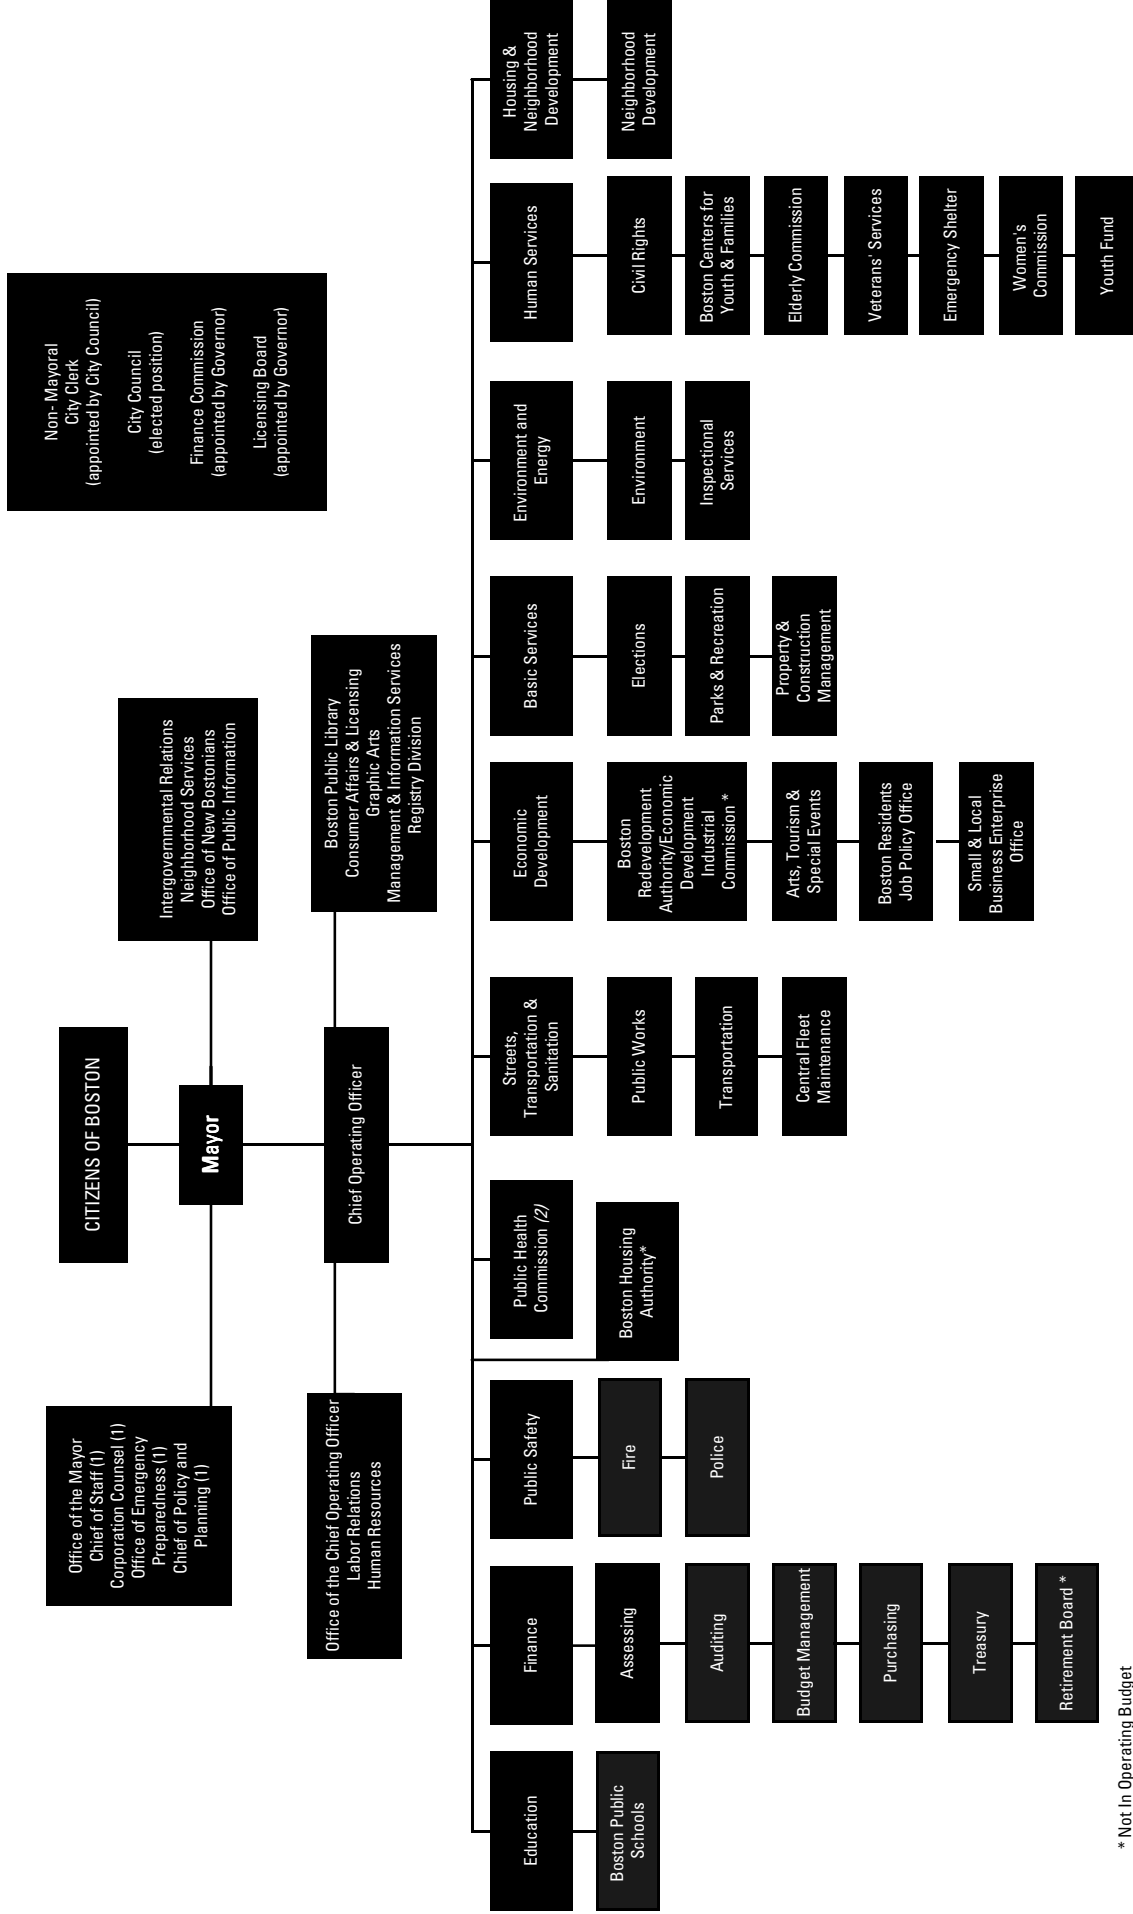 CITIZENS OF BOSTON
Mayor
Office of the Mayor
Chief of Staff (1)
Corporation Counsel (1)
Office of Emergency
Preparedness (1)
Chief of Policy and
Planning (1)
Intergovernmental Relations
Neighborhood Services
Office of New Bostonians
Office of Public Information
Non- Mayoral
City Clerk
(appointed by City Council)
City Council
(elected position)
Finance Commission
(appointed by Governor)
Licensing Board
(appointed by Governor)
Office of the Chief Operating Officer
Labor Relations
Human Resources
Chief Operating Officer
Boston Public Library
Consumer Affairs & Licensing
Graphic Arts
Management & Information Services
Registry Division
Education
Boston Public
Schools
Finance
Assessing
Auditing
Budget Management
Purchasing
Treasury
Retirement Board *
Public Safety
Fire
Police
Boston Housing
Authority*
Public Health
Commission (2)
Streets,
Transportation &
Sanitation
Public Works
Transportation
Central Fleet
Maintenance
Economic
Development
Boston
Redevelopment
Authority/Economic
Development
Industrial
Commission *
Arts, Tourism &
Special Events
Boston Residents
Job Policy Office
Small & Local
Business Enterprise
Office
Basic Services
Elections
Parks & Recreation
Property &
Construction
Management
Environment and
Energy
Environment
Inspectional
Services
Human Services
Civil Rights
Boston Centers for
Youth & Families
Elderly Commission
Veterans' Services
Emergency Shelter
Women's
Commission
Youth Fund
Housing &
Neighborhood
Development
Neighborhood
Development
* Not In Operating Budget